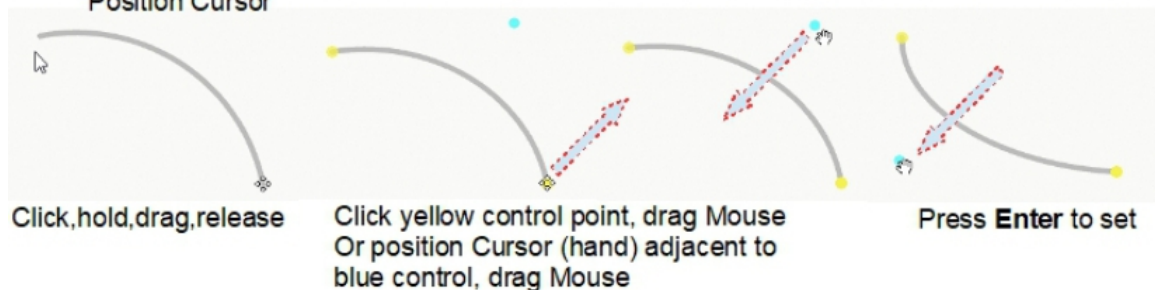 Position Cursor
Click,hold,drag,release
Click yellow control point, drag Mouse
Or position Cursor (hand) adjacent to
blue control, drag Mouse
Press Enter to set